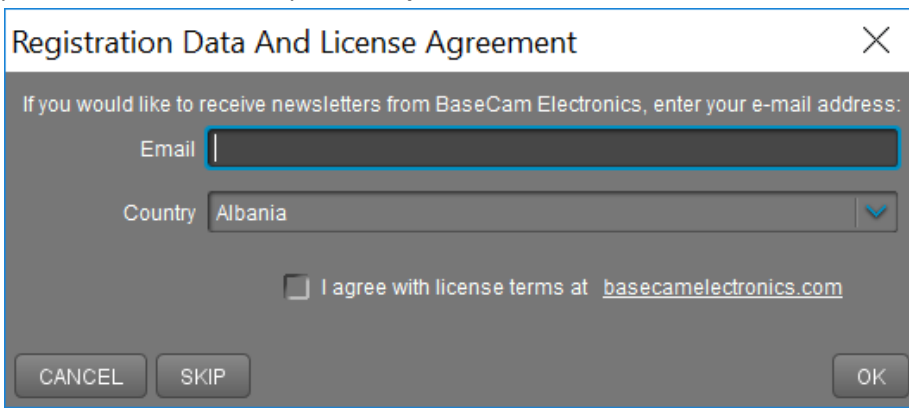 Registration Data And License Agreement
If you would like to receive newsletters from BaseCam Electronics, enter your e-mail address:
Email
Country Albania
I agree with license terms at basecamelectronics.com
CANCEL SKIP OK